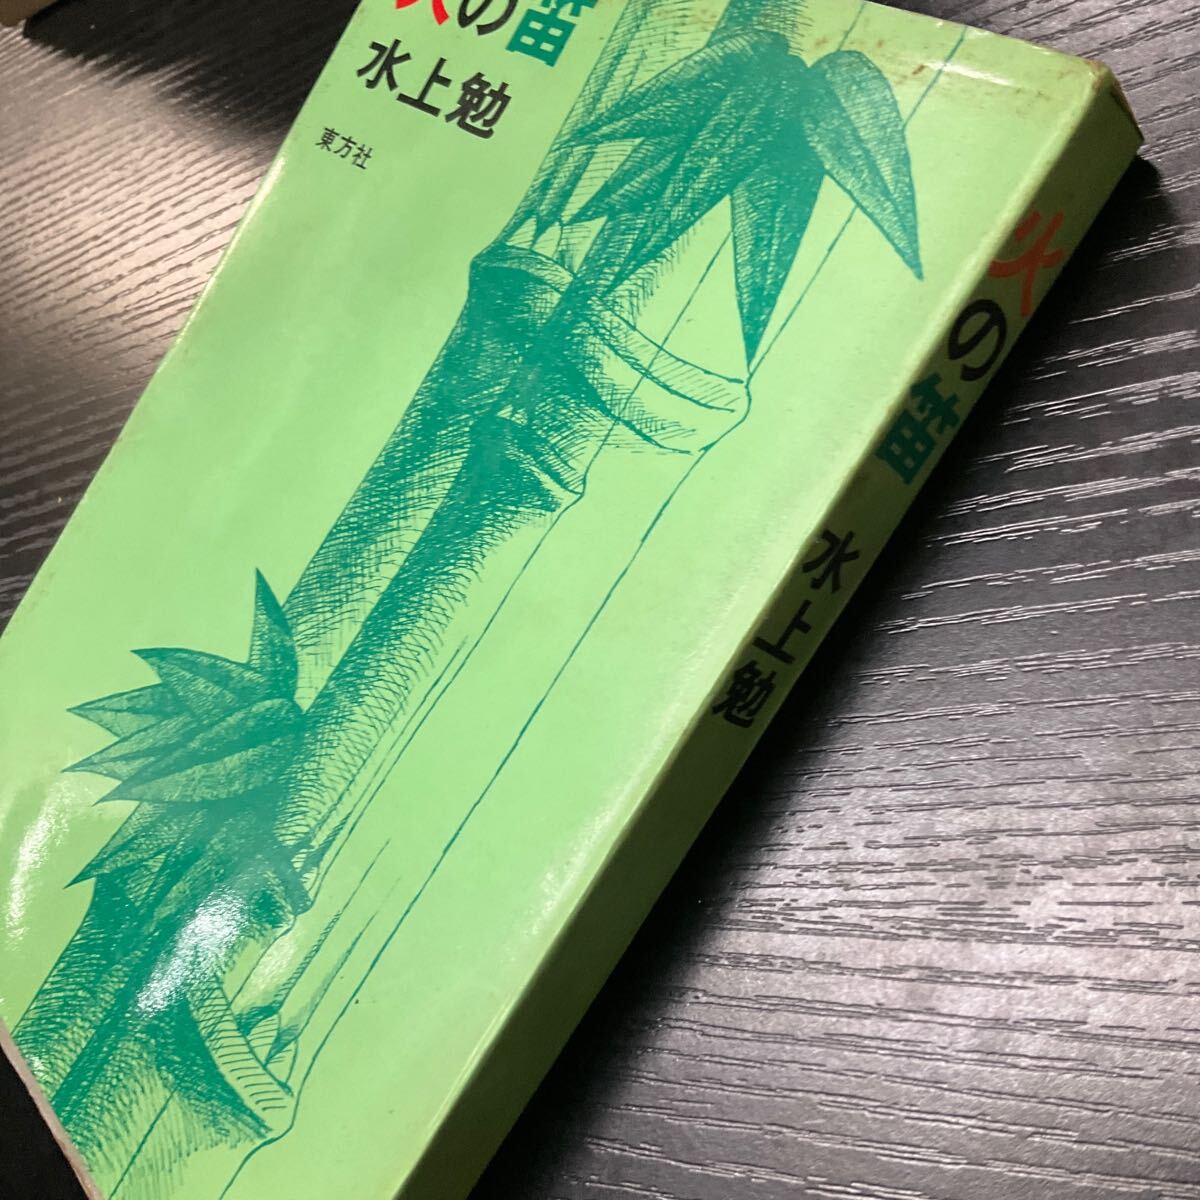 火の笛
水上勉
東方社
火の笛 水上勉